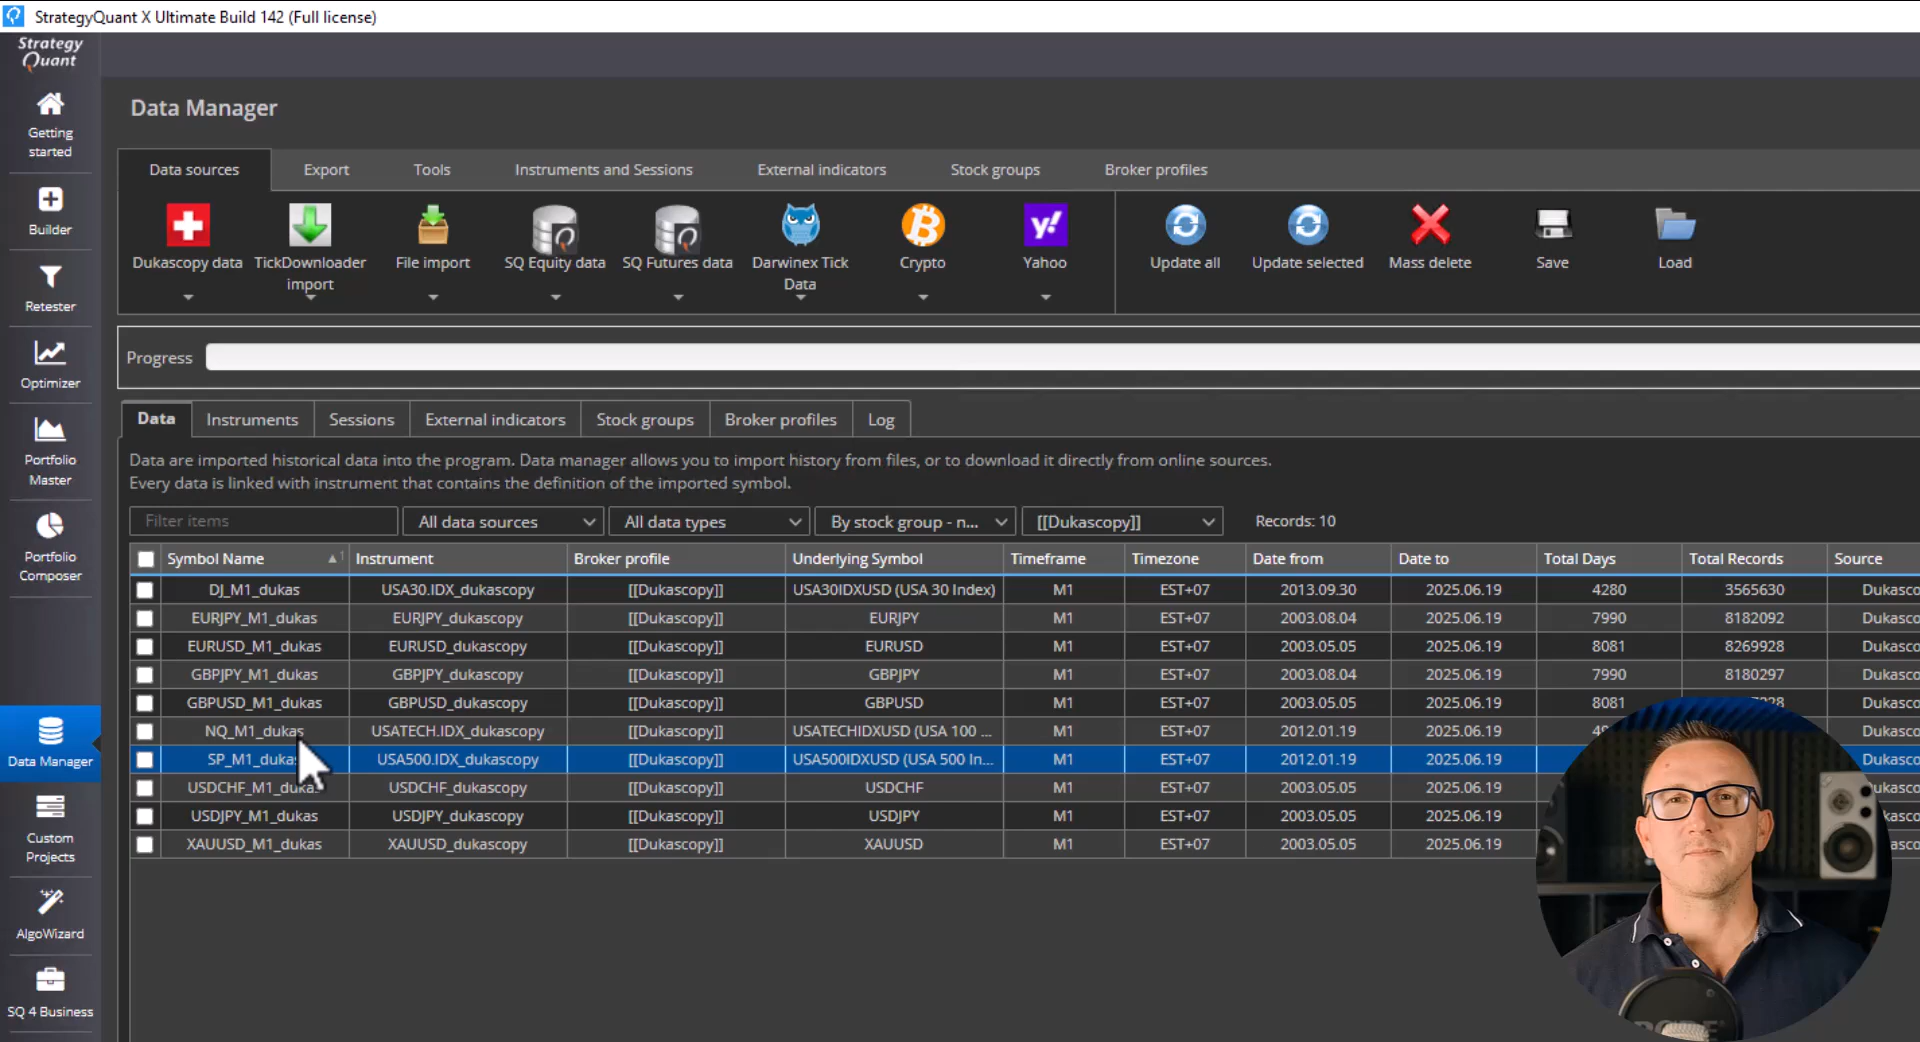 StrategyQuant X Ultimate Build 142 (Full license)
Strategy
Quant
Getting
started
Builder
Retester
Optimizer
Portfolio
Master
Portfolio
Composer
Data Manager
Custom
Projects
AlgoWizard
SQ 4 Business
Data Manager
Data sources Export Tools Instruments and Sessions External indicators Stock groups Broker profiles
Dukascopy data TickDownloader import File import SQ Equity data SQ Futures data Darwinex Tick Data Crypto Yahoo Update all Update selected Mass delete Save Load
Progress
Data Instruments Sessions External indicators Stock groups Broker profiles Log
Data are imported historical data into the program. Data manager allows you to import history from files, or to download it directly from online sources.
Every data is linked with instrument that contains the definition of the imported symbol.
Filter items All data sources All data types By stock group - n... [[Dukascopy]] Records: 10
Symbol Name 1 Instrument Broker profile Underlying Symbol Timeframe Timezone Date from Date to Total Days Total Records Source
DJ_M1_dukas USA30.IDX_dukascopy [[Dukascopy]] USA30IDXUSD (USA 30 Index) M1 EST+07 2013.09.30 2025.06.19 4280 3565630 Dukasco
EURJPY_M1_dukas EURJPY_dukascopy [[Dukascopy]] EURJPY M1 EST+07 2003.08.04 2025.06.19 7990 8182092 Dukasco
EURUSD_M1_dukas EURUSD_dukascopy [[Dukascopy]] EURUSD M1 EST+07 2003.05.05 2025.06.19 8081 8269928 Dukasco
GBPJPY_M1_dukas GBPJPY_dukascopy [[Dukascopy]] GBPJPY M1 EST+07 2003.08.04 2025.06.19 7990 8180297 Dukasco
GBPUSD_M1_dukas GBPUSD_dukascopy [[Dukascopy]] GBPUSD M1 EST+07 2003.05.05 2025.06.19 8081 Dukasco
NQ_M1_dukas USATECH.IDX_dukascopy [[Dukascopy]] USATECHIDXUSD (USA 100 ... M1 EST+07 2012.01.19 2025.06.19 Dukasco
SP_M1_dukas USA500.IDX_dukascopy [[Dukascopy]] USA500IDXUSD (USA 500 In... M1 EST+07 2012.01.19 2025.06.19 Dukasco
USDCHF_M1_dukas USDCHF_dukascopy [[Dukascopy]] USDCHF M1 EST+07 2003.05.05 2025.06.19
USDJPY_M1_dukas USDJPY_dukascopy [[Dukascopy]] USDJPY M1 EST+07 2003.05.05 2025.06.19
XAUUSD_M1_dukas XAUUSD_dukascopy [[Dukascopy]] XAUUSD M1 EST+07 2003.05.05 2025.06.19